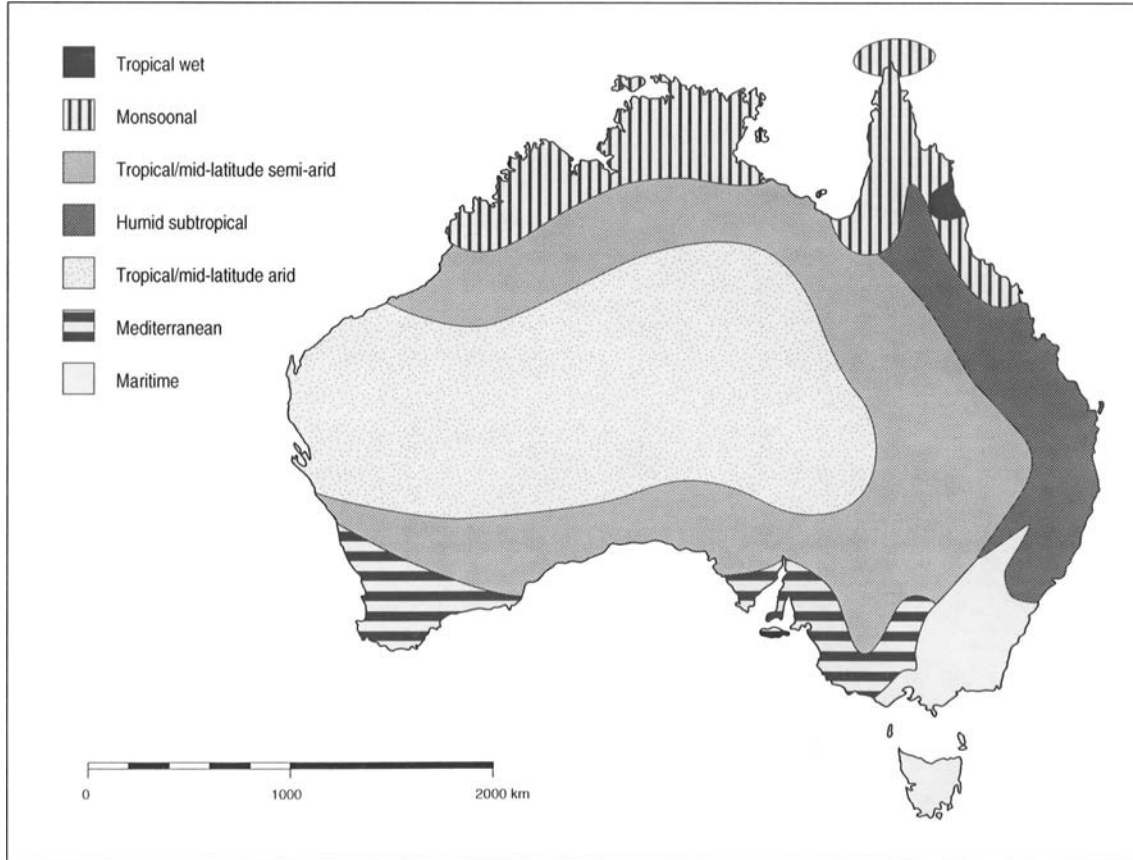 Tropical wet
Monsoonal
Tropical/mid-latitude semi-arid
Humid subtropical
Tropical/mid-latitude arid
Mediterranean
Maritime
0 1000 2000 km